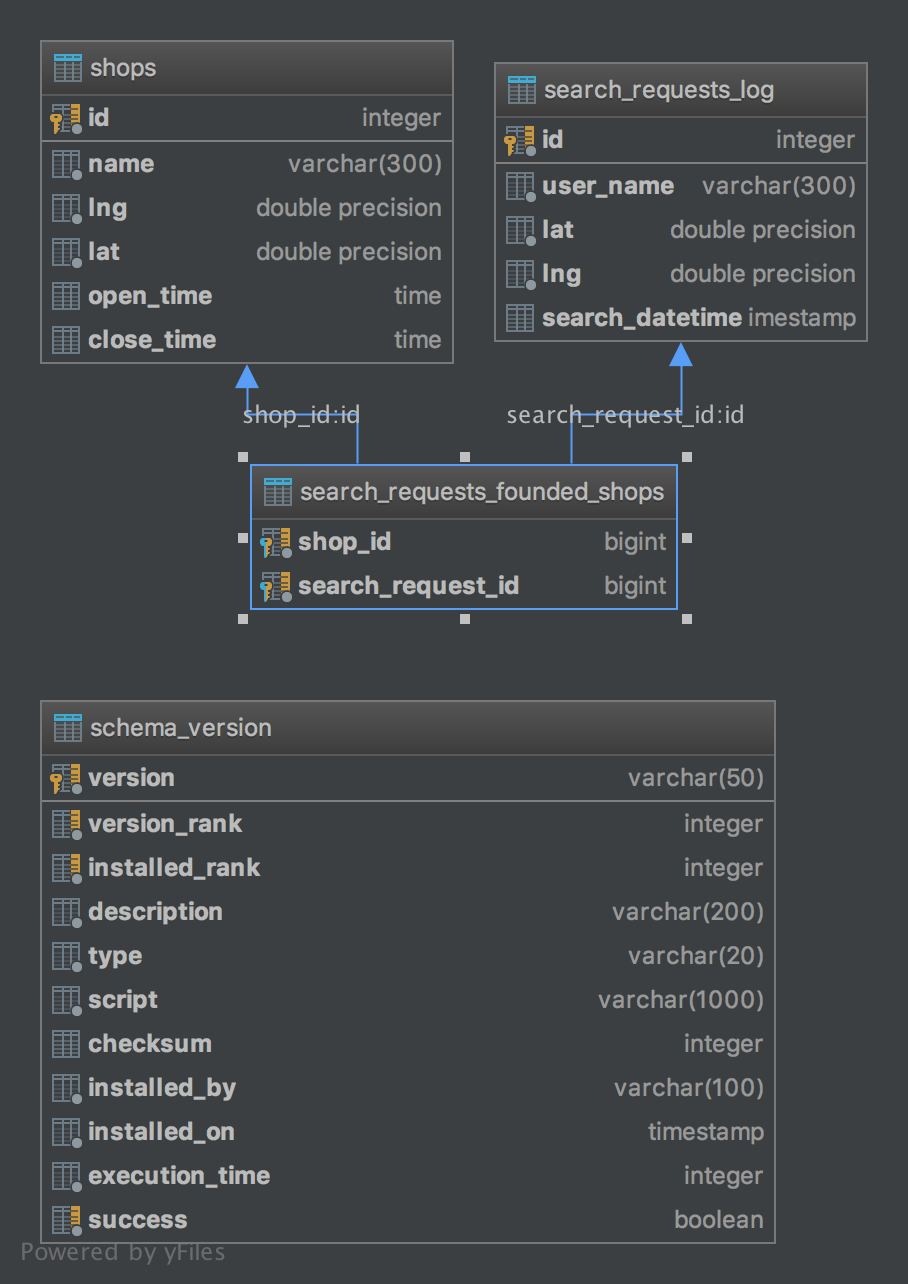 shops
id integer
name varchar(300)
lng double precision
lat double precision
open_time time
close_time time
search_requests_log
id integer
user_name varchar(300)
lat double precision
lng double precision
search_datetime imestamp
shop_id:id
search_request_id:id
search_requests_founded_shops
shop_id bigint
search_request_id bigint
schema_version
version varchar(50)
version_rank integer
installed_rank integer
description varchar(200)
type varchar(20)
script varchar(1000)
checksum integer
installed_by varchar(100)
installed_on timestamp
execution_time integer
success boolean
Powered by yFiles